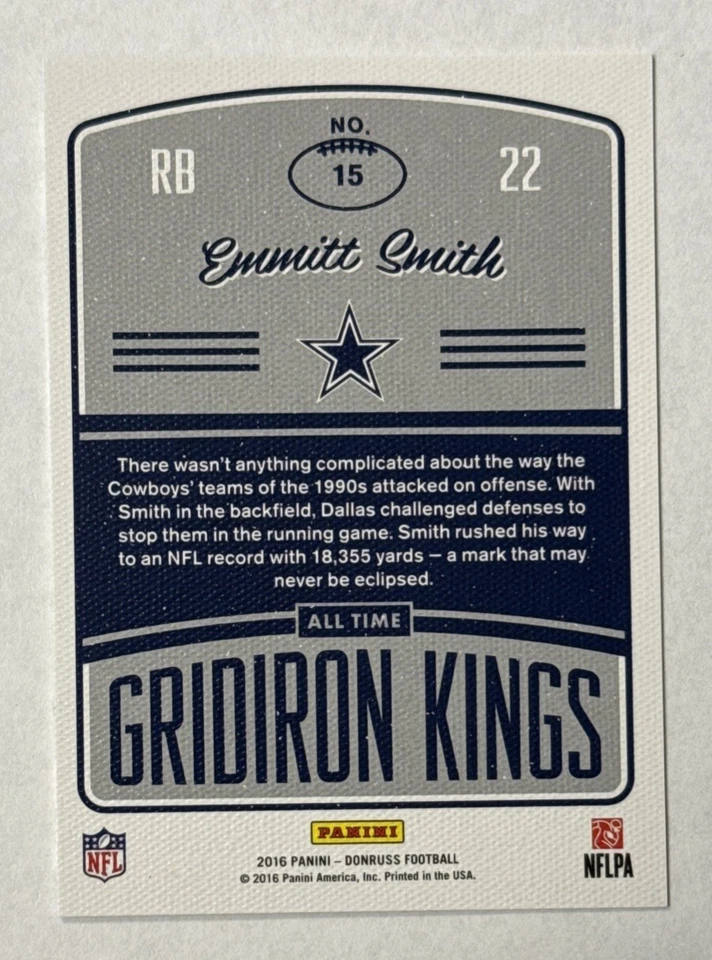 NO.
RB 15 22
Emmitt Smith
There wasn't anything complicated about the way the
Cowboys' teams of the 1990s attacked on offense. With
Smith in the backfield, Dallas challenged defenses to
stop them in the running game. Smith rushed his way
to an NFL record with 18,355 yards – a mark that may
never be eclipsed.
ALL TIME
GRIDIRON KINGS
PANINI
NFL
2016 PANINI – DONRUSS FOOTBALL
© 2016 Panini America, Inc. Printed in the USA.
NFLPA